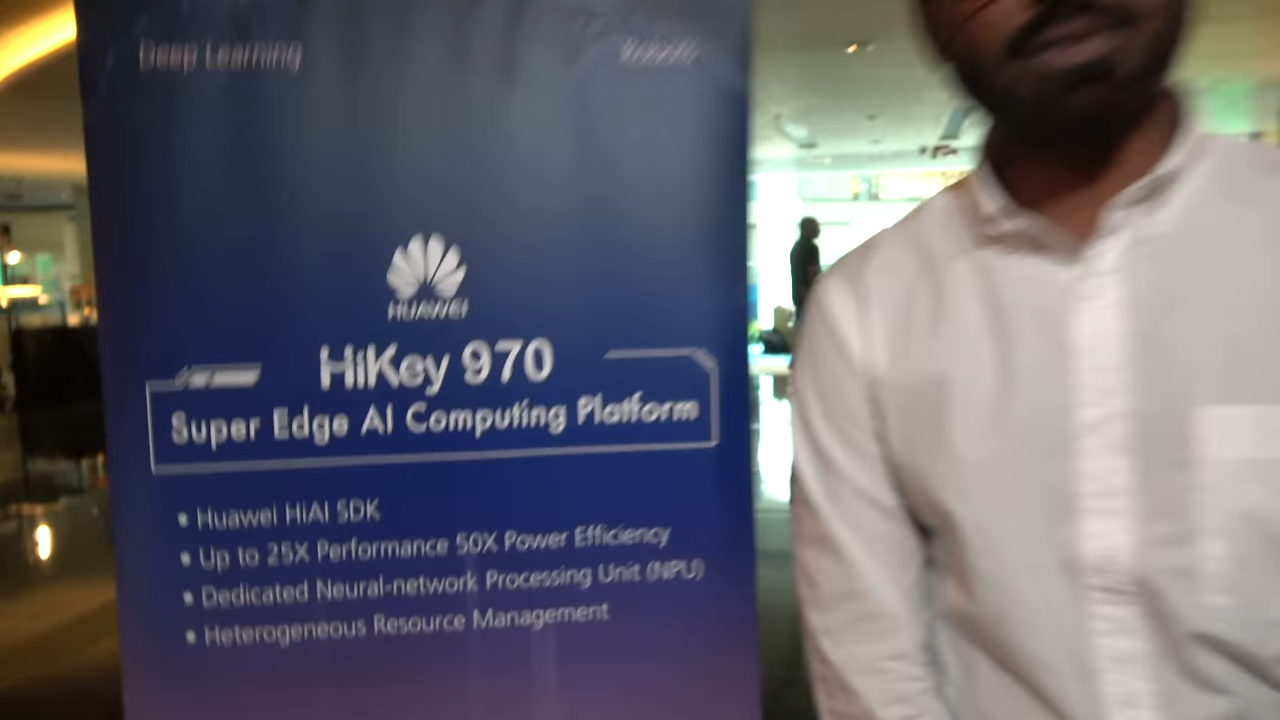 Deep Learning
HUAWEI
HiKey 970
Super Edge AI Computing Platform
• Huawei HiAI SDK
• Up to 25X Performance 50X Power Efficiency
• Dedicated Neural-network Processing Unit (NPU)
• Heterogeneous Resource Management